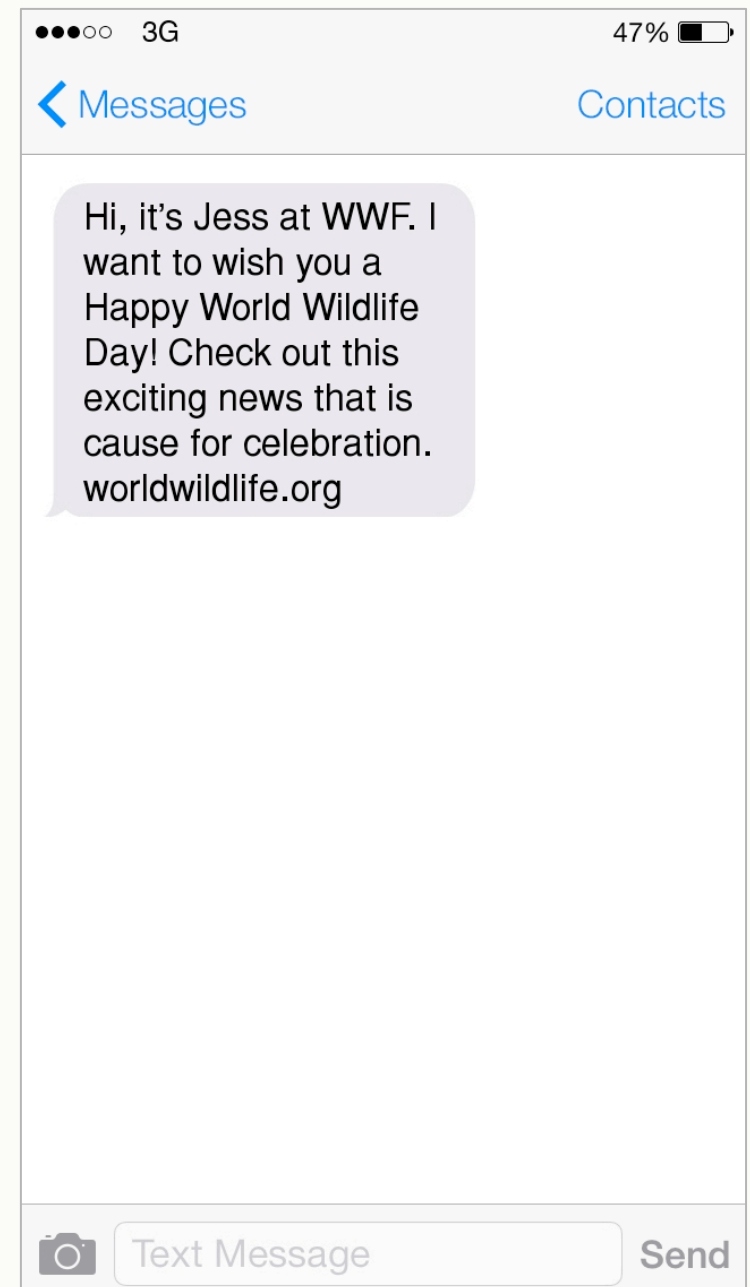 3G 47%
Messages Contacts
Hi, it’s Jess at WWF. I
want to wish you a
Happy World Wildlife
Day! Check out this
exciting news that is
cause for celebration.
worldwildlife.org
Text Message Send